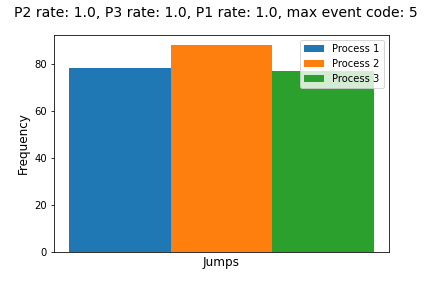 P2 rate: 1.0, P3 rate: 1.0, P1 rate: 1.0, max event code: 5
Process 1
Process 2
Process 3
80
60
40
20
0
Frequency
Jumps